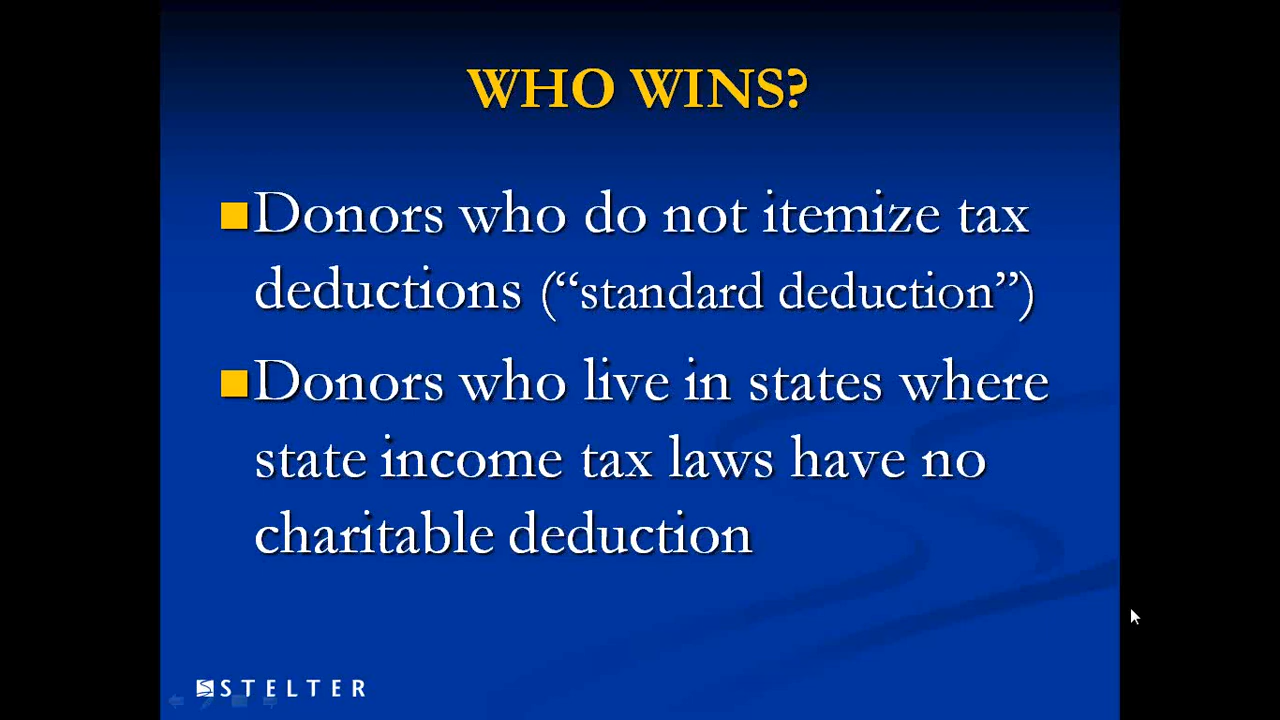 WHO WINS?
Donors who do not itemize tax
deductions (“standard deduction”)
Donors who live in states where
state income tax laws have no
charitable deduction
STELTER